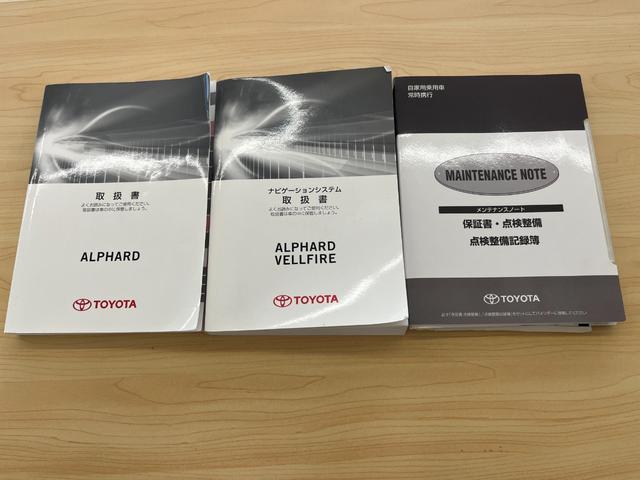 取扱書
よくお読みになってご使用ください。
取扱書は車の中に保管しましょう。
ALPHARD
TOYOTA
ナビゲーションシステム
取扱書
よくお読みになってご使用ください。
取扱書は車の中に保管しましょう。
ALPHARD
VELLFIRE
TOYOTA
自家用乗用車
常時携行
MAINTENANCE NOTE
メンテナンスノート
保証書・点検整備
点検整備記録簿
TOYOTA